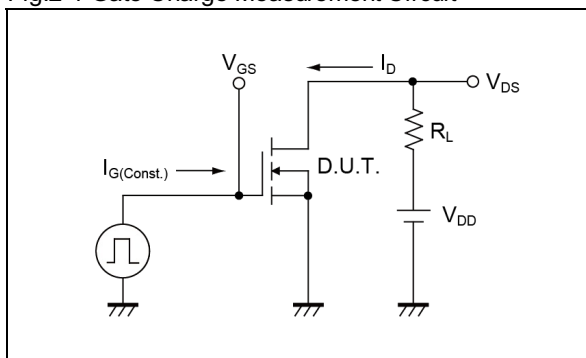 Fig.2-1 Gate Charge Measurement Circuit
VGS
ID
VDS
RL
IG(Const.)
D.U.T.
VDD